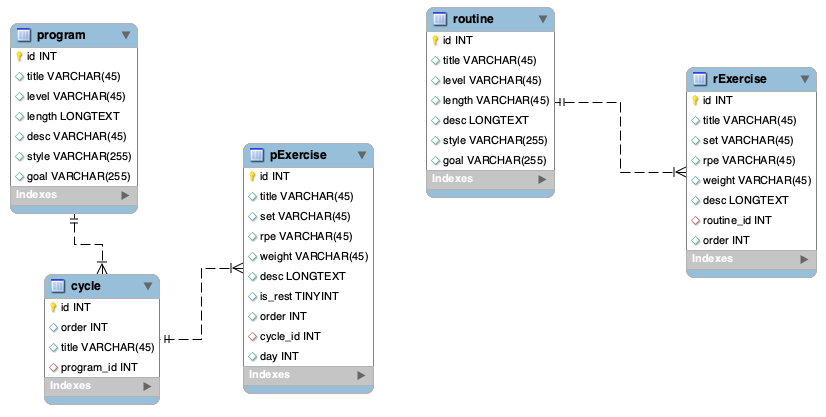 program
id INT
title VARCHAR(45)
level VARCHAR(45)
length LONGTEXT
desc VARCHAR(45)
style VARCHAR(255)
goal VARCHAR(255)
Indexes
cycle
id INT
order INT
title VARCHAR(45)
program_id INT
Indexes
pExercise
id INT
title VARCHAR(45)
set VARCHAR(45)
rpe VARCHAR(45)
weight VARCHAR(45)
desc LONGTEXT
is_rest TINYINT
order INT
cycle_id INT
day INT
Indexes
routine
id INT
title VARCHAR(45)
level VARCHAR(45)
length VARCHAR(45)
desc LONGTEXT
style VARCHAR(255)
goal VARCHAR(255)
Indexes
rExercise
id INT
title VARCHAR(45)
set VARCHAR(45)
rpe VARCHAR(45)
weight VARCHAR(45)
desc LONGTEXT
routine_id INT
order INT
Indexes